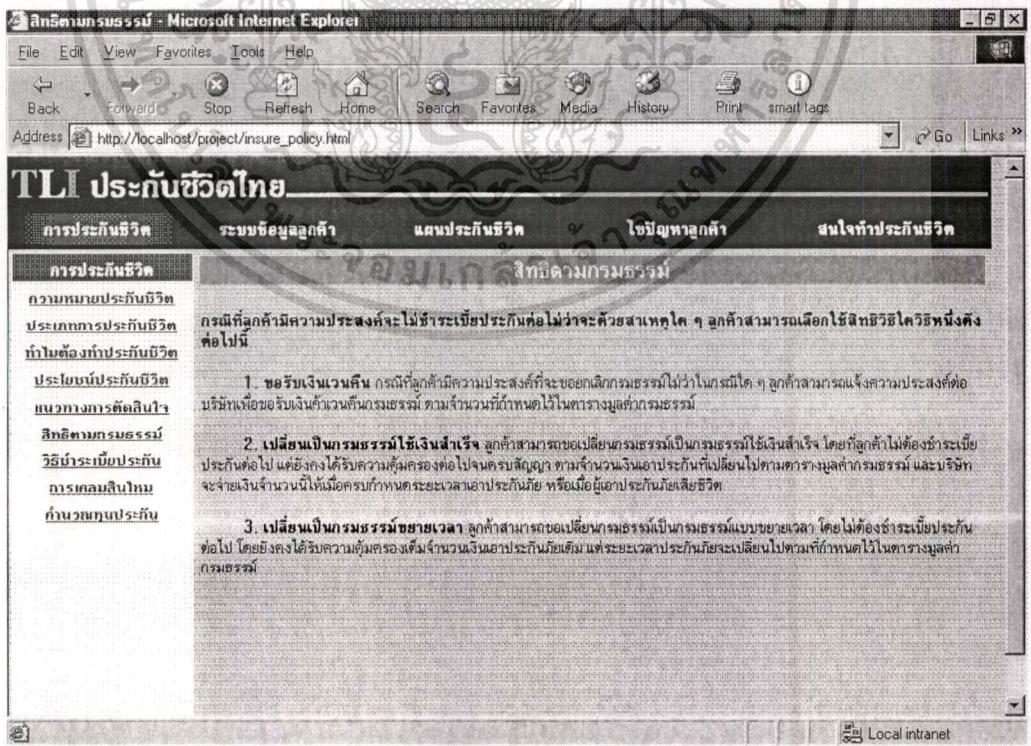 สิทธิตามกรมธรรม์ - Microsoft Internet Explorer
File Edit View Favorites Tools Help
Back Forward Stop Refresh Home Search Favorites Media History Print smart tags
Address http://localhost/project/insure_policy.html Go Links »
TLI ประกันชีวิตไทย
การประกันชีวิต ระบบข้อมูลลูกค้า แผนประกันชีวิต ไขปัญหาลูกค้า สนใจทำประกันชีวิต
การประกันชีวิต
สิทธิตามกรมธรรม์
ความหมายประกันชีวิต
ประเภทการประกันชีวิต
ทำไมต้องทำประกันชีวิต
ประโยชน์ประกันชีวิต
แนวทางการตัดสินใจ
สิทธิตามกรมธรรม์
วิธีชำระเบี้ยประกัน
การเคลมสินไหม
คำนวณทุนประกัน
กรณีที่ลูกค้ามีความประสงค์จะไม่ชำระเบี้ยประกันต่อไม่ว่าจะด้วยสาเหตุใด ๆ ลูกค้าสามารถเลือกใช้สิทธิวิธีใดวิธีหนึ่งดัง
ต่อไปนี้
1. ขอรับเงินเวนคืน กรณีที่ลูกค้ามีความประสงค์ที่จะขอยกเลิกกรมธรรม์ไม่ว่าในกรณีใด ๆ ลูกค้าสามารถแจ้งความประสงค์ต่อ
บริษัทเพื่อขอรับเงินค่าเวนคืนกรมธรรม์ ตามจำนวนที่กำหนดไว้ในตารางมูลค่ากรมธรรม์
2. เปลี่ยนเป็นกรมธรรม์ใช้เงินสำเร็จ ลูกค้าสามารถขอเปลี่ยนกรมธรรม์เป็นกรมธรรม์ใช้เงินสำเร็จ โดยที่ลูกค้าไม่ต้องชำระเบี้ย
ประกันต่อไป แต่ยังคงได้รับความคุ้มครองต่อไปจนครบสัญญา ตามจำนวนเงินเอาประกันที่เปลี่ยนไปตามตารางมูลค่ากรมธรรม์ และบริษัท
จะจ่ายเงินจำนวนนี้ให้เมื่อครบกำหนดระยะเวลาเอาประกันภัย หรือเมื่อผู้เอาประกันภัยเสียชีวิต
3. เปลี่ยนเป็นกรมธรรม์ขยายเวลา ลูกค้าสามารถขอเปลี่ยนกรมธรรม์เป็นกรมธรรม์แบบขยายเวลา โดยไม่ต้องชำระเบี้ยประกัน
ต่อไป โดยยังคงได้รับความคุ้มครองเต็มจำนวนเงินเอาประกันภัยเดิม แต่ระยะเวลาประกันภัยจะเปลี่ยนไปตามที่กำหนดไว้ในตารางมูลค่า
กรมธรรม์
Local intranet